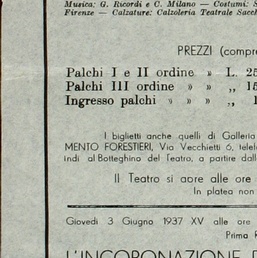 Musica: G. Ricordi e C. Milano — Costumi: S
Firenze - Calzature: Calzoleria Teatrale Sacch
PREZZI (compre
Palchi I e II ordine » L. 25
Palchi III ordine » » ,, 15
Ingresso palchi » » » ,, 1
I biglietti anche quelli di Galleria
MENTO FORESTIERI, Via Vecchietti 6, telef
indi al Botteghino del Teatro, a partire dalle
Il Teatro si apre alle ore
In platea non
Giovedì 3 Giugno 1937 XV alle ore
Prima R
L'INCORONAZIONE D